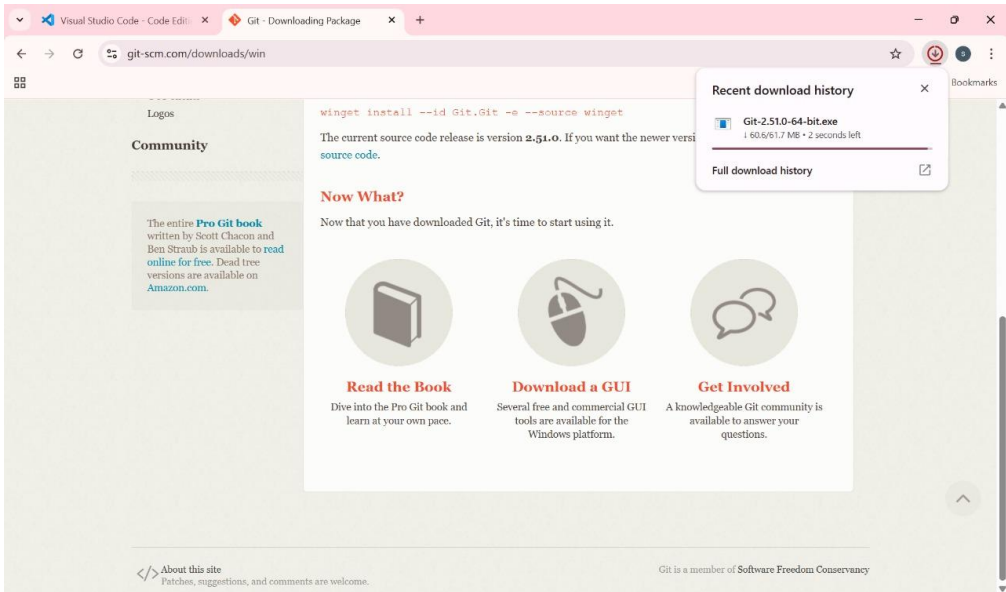 Visual Studio Code - Code Edit
Git - Downloading Package
git-scm.com/downloads/win
S
Bookmarks
Recent download history
Git-2.51.0-64-bit.exe
↓ 60.6/61.7 MB • 2 seconds left
Full download history
Logos
Community
The entire Pro Git book
written by Scott Chacon and
Ben Straub is available to read
online for free. Dead tree
versions are available on
Amazon.com.
winget install --id Git.Git -e --source winget
The current source code release is version 2.51.0. If you want the newer versi
source code.
Now What?
Now that you have downloaded Git, it's time to start using it.
Read the Book
Dive into the Pro Git book and
learn at your own pace.
Download a GUI
Several free and commercial GUI
tools are available for the
Windows platform.
Get Involved
A knowledgeable Git community is
available to answer your
questions.
</> About this site
Patches, suggestions, and comments are welcome.
Git is a member of Software Freedom Conservancy